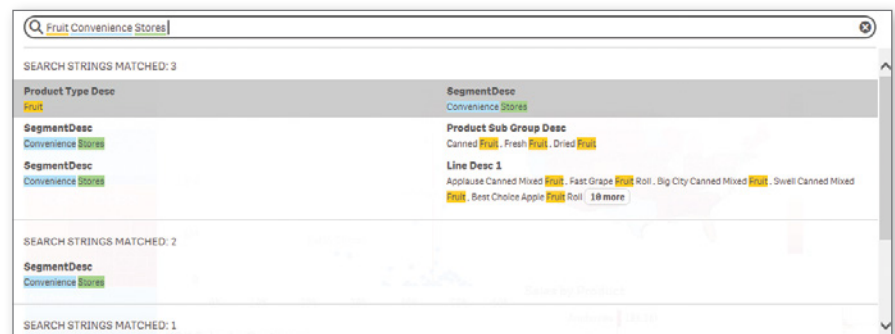 Fruit Convenience Stores
SEARCH STRINGS MATCHED: 3
Product Type Desc
Fruit
SegmentDesc
Convenience Stores
SegmentDesc
Convenience Stores
Product Sub Group Desc
Canned Fruit , Fresh Fruit , Dried Fruit
SegmentDesc
Convenience Stores
Line Desc 1
Applause Canned Mixed Fruit , Fast Grape Fruit Roll , Big City Canned Mixed Fruit , Swell Canned Mixed
Fruit , Best Choice Apple Fruit Roll 10 more
SEARCH STRINGS MATCHED: 2
SegmentDesc
Convenience Stores
SEARCH STRINGS MATCHED: 1